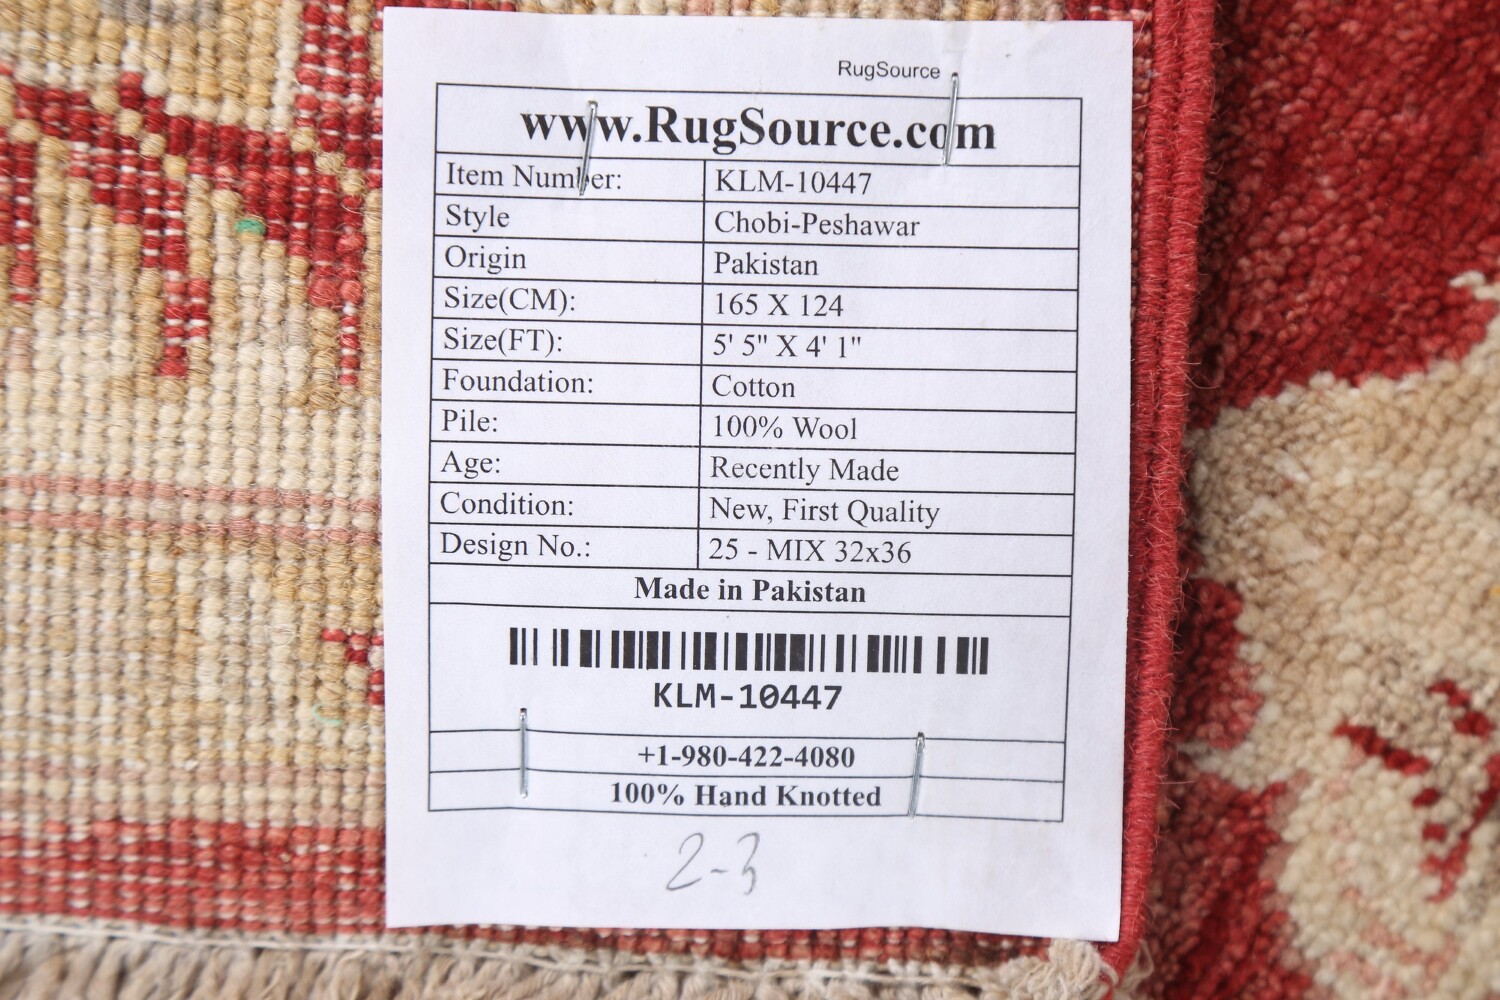 RugSource
www.RugSource.com
Item Number: KLM-10447
Style Chobi-Peshawar
Origin Pakistan
Size(CM): 165 X 124
Size(FT): 5' 5" X 4' 1"
Foundation: Cotton
Pile: 100% Wool
Age: Recently Made
Condition: New, First Quality
Design No.: 25 - MIX 32x36
Made in Pakistan
KLM-10447
+1-980-422-4080
100% Hand Knotted
2-3